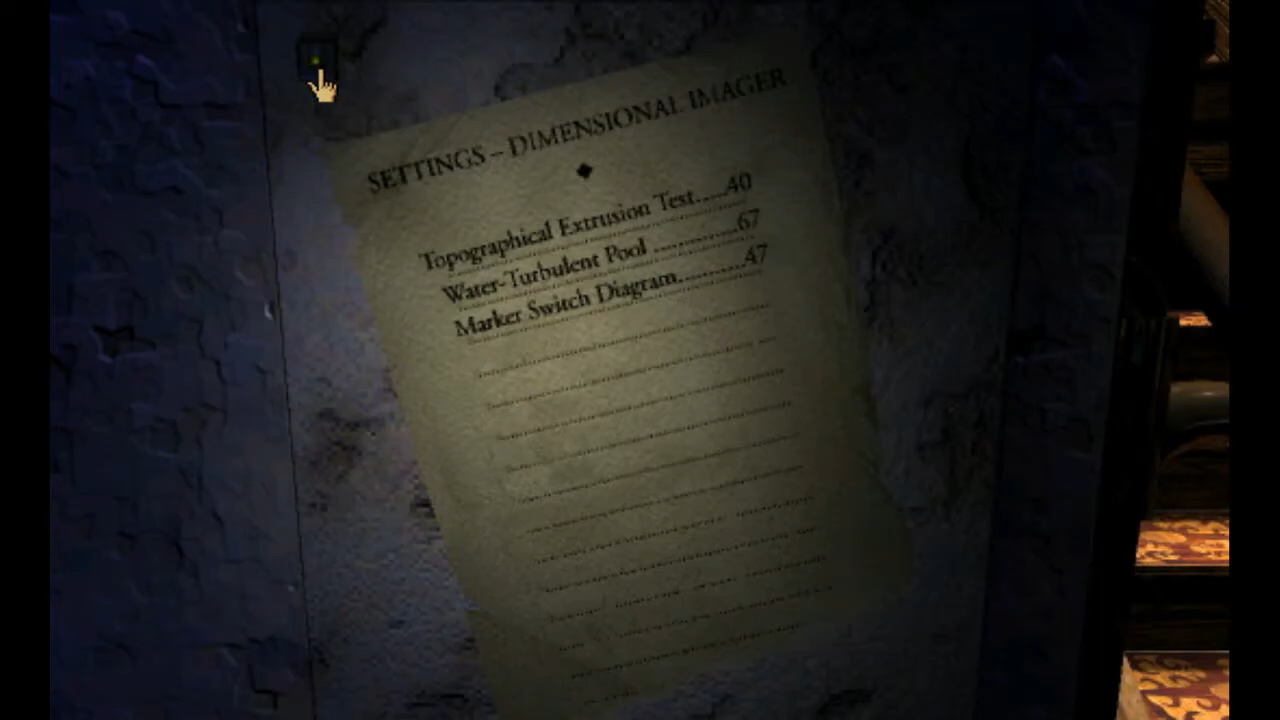 SETTINGS – DIMENSIONAL IMAGER
Topographical Extrusion Test......40
Water-Turbulent Pool ...............67
Marker Switch Diagram............47